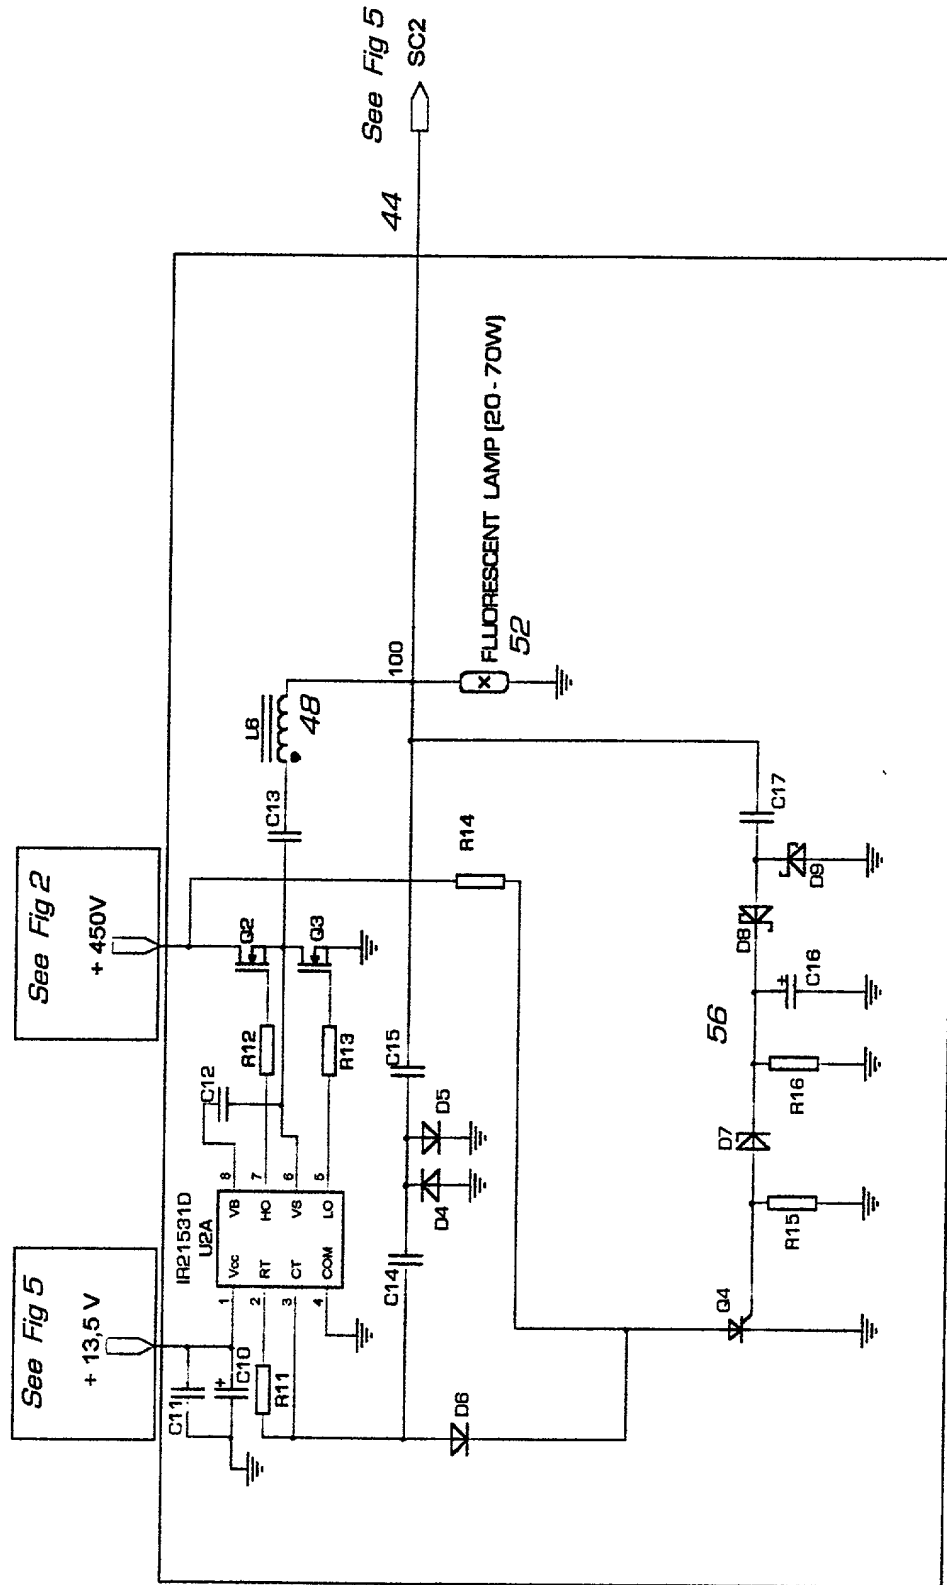 See Fig 5
+ 13,5 V
See Fig 2
+ 450V
See Fig 5
SC2
44
C11
C10
+
IR21531D
U2A
1
2
3
4
Vcc
RT
CT
COM
VB
HO
VS
LO
8
7
6
5
R11
C12
R12
R13
Q2
Q3
C13
L6
48
100
FLUORESCENT LAMP (20-70W)
52
C14
D4
D5
C15
R14
D6
Q4
R15
D7
R16
56
+
C16
D8
D9
C17